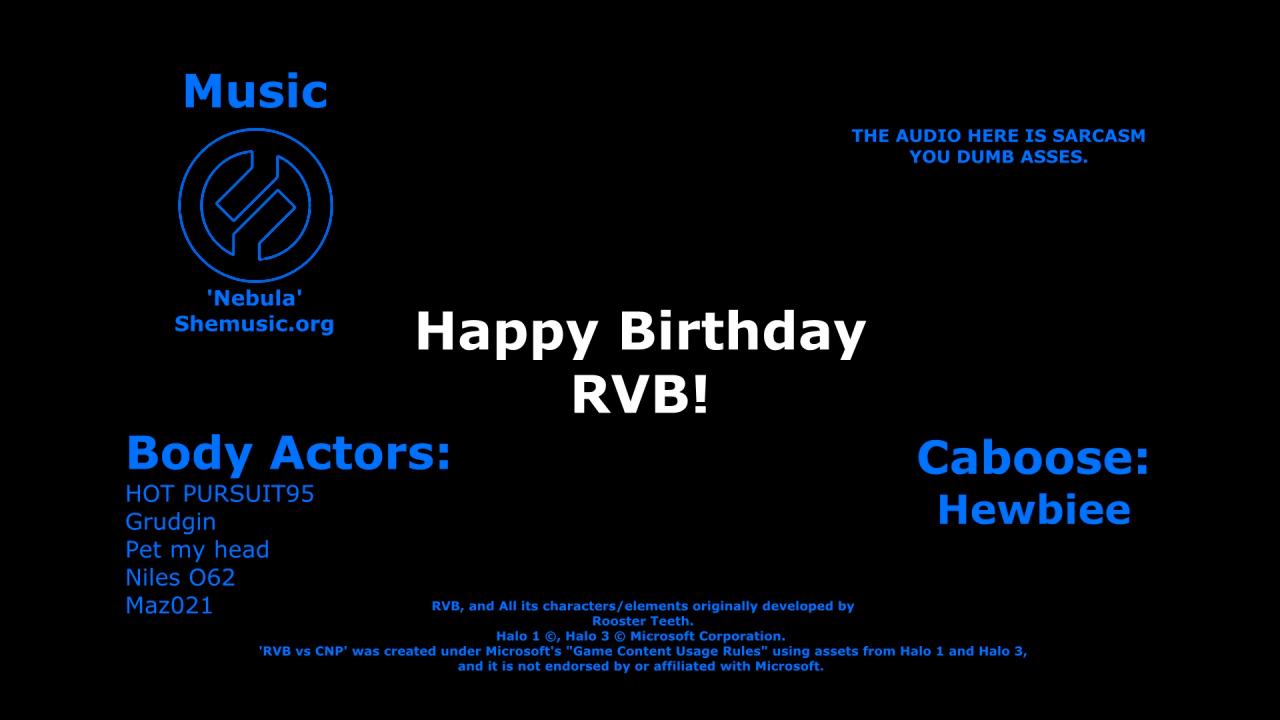 Music
'Nebula'
Shemusic.org
THE AUDIO HERE IS SARCASM
YOU DUMB ASSES.
Happy Birthday
RVB!
Body Actors:
HOT PURSUIT95
Grudgin
Pet my head
Niles O62
Maz021
Caboose:
Hewbiee
RVB, and All its characters/elements originally developed by
Rooster Teeth.
Halo 1 ©, Halo 3 © Microsoft Corporation.
'RVB vs CNP' was created under Microsoft's "Game Content Usage Rules" using assets from Halo 1 and Halo 3,
and it is not endorsed by or affiliated with Microsoft.